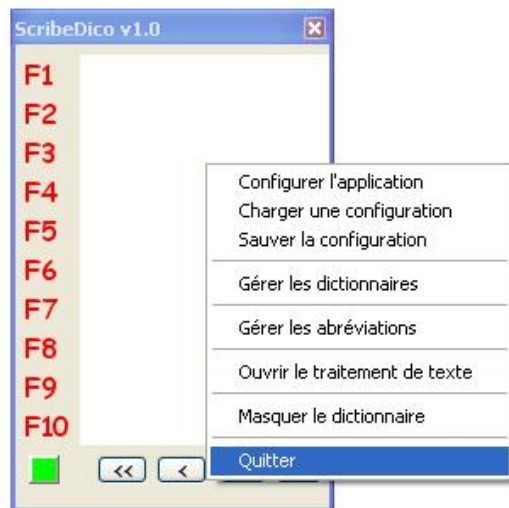 ScribeDico v1.0
F1
F2
F3
F4
F5
F6
F7
F8
F9
F10
Configurer l'application
Charger une configuration
Sauver la configuration
Gérer les dictionnaires
Gérer les abréviations
Ouvrir le traitement de texte
Masquer le dictionnaire
Quitter
<< <